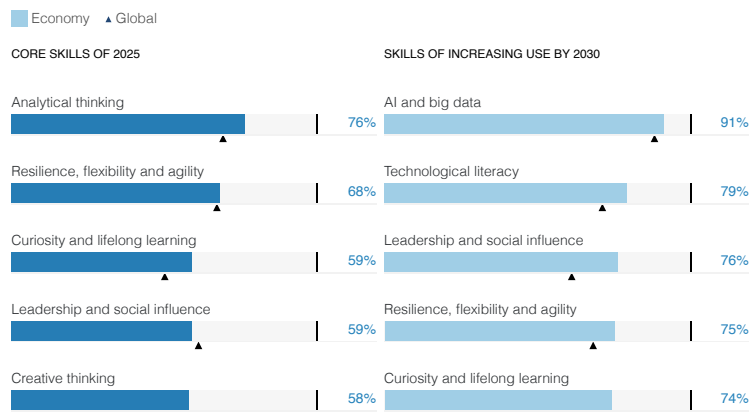 Economy Global
CORE SKILLS OF 2025
Analytical thinking
76%
Resilience, flexibility and agility
68%
Curiosity and lifelong learning
59%
Leadership and social influence
59%
Creative thinking
58%
SKILLS OF INCREASING USE BY 2030
AI and big data
91%
Technological literacy
79%
Leadership and social influence
76%
Resilience, flexibility and agility
75%
Curiosity and lifelong learning
74%